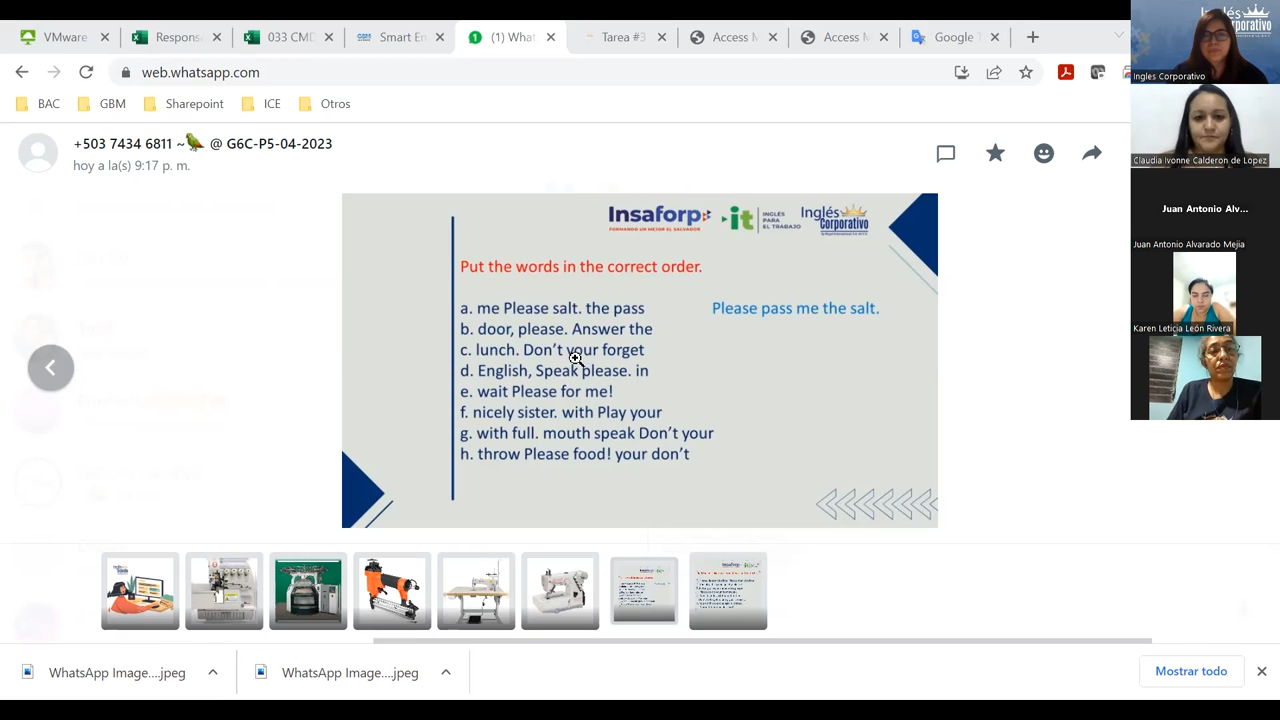 VMware
Respons
033 CMD
GBM Smart En
1 (1) What
Tarea #3
Access M
Access M
Google T
web.whatsapp.com
BAC
GBM
Sharepoint
ICE
Otros
+503 7434 6811 ~🦜 @ G6C-P5-04-2023
hoy a la(s) 9:17 p. m.
Insaforp
FORMANDO UN MEJOR EL SALVADOR
it INGLÉS
PARA
EL TRABAJO
Inglés
Corporativo
Put the words in the correct order.
a. me Please salt. the pass
Please pass me the salt.
b. door, please. Answer the
c. lunch. Don't your forget
d. English, Speak please. in
e. wait Please for me!
f. nicely sister. with Play your
g. with full. mouth speak Don't your
h. throw Please food! your don't
WhatsApp Image....jpeg
WhatsApp Image....jpeg
Mostrar todo
Inglés
Corporativo
Ingles Corporativo
Claudia Ivonne Calderon de Lopez
Juan Antonio Alv...
Juan Antonio Alvarado Mejia
Karen Leticia León Rivera